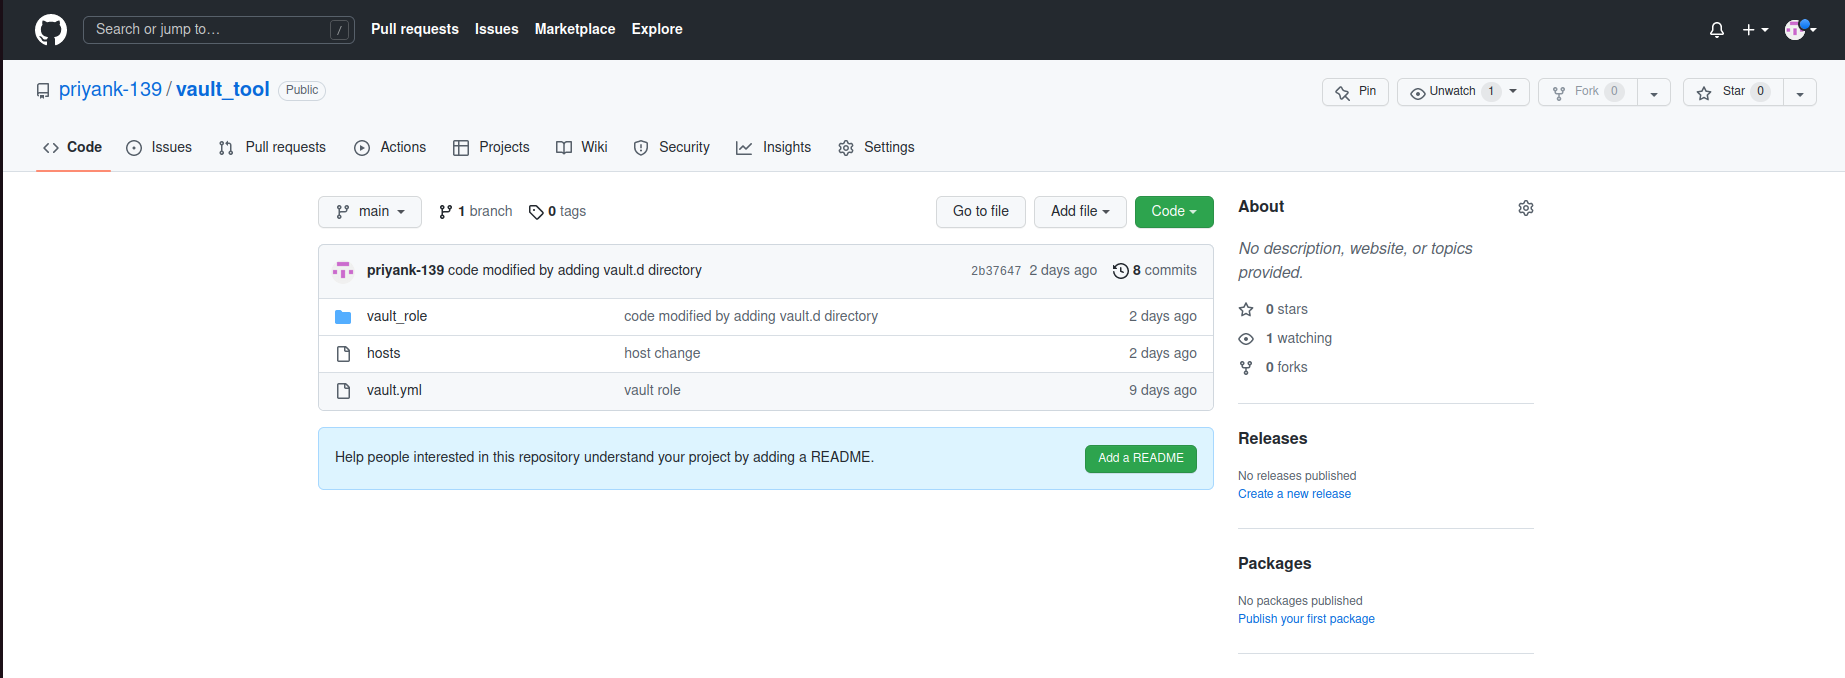 Search or jump to… / Pull requests Issues Marketplace Explore
priyank-139 / vault_tool Public Pin Unwatch 1 Fork 0 Star 0
Code Issues Pull requests Actions Projects Wiki Security Insights Settings
main 1 branch 0 tags Go to file Add file Code
priyank-139 code modified by adding vault.d directory 2b37647 2 days ago 8 commits
vault_role code modified by adding vault.d directory 2 days ago
hosts host change 2 days ago
vault.yml vault role 9 days ago
Help people interested in this repository understand your project by adding a README. Add a README
About
No description, website, or topics
provided.
0 stars
1 watching
0 forks
Releases
No releases published
Create a new release
Packages
No packages published
Publish your first package